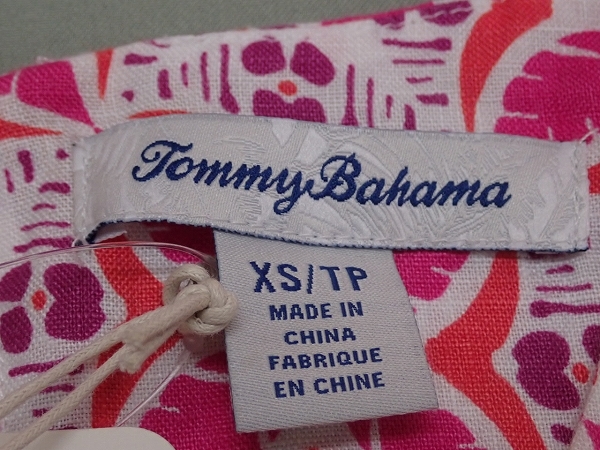 Tommy Bahama
XS/TP
MADE IN
CHINA
FABRIQUE
EN CHINE